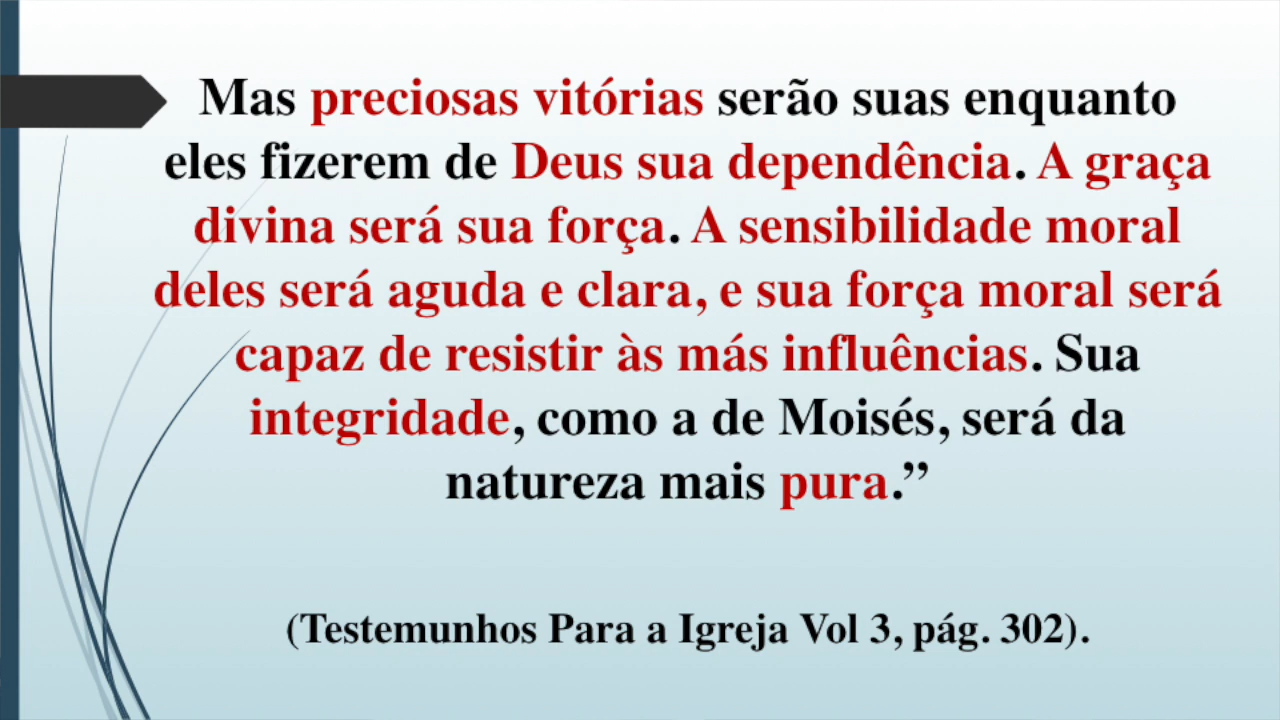 Mas preciosas vitórias serão suas enquanto
eles fizerem de Deus sua dependência. A graça
divina será sua força. A sensibilidade moral
deles será aguda e clara, e sua força moral será
capaz de resistir às más influências. Sua
integridade, como a de Moisés, será da
natureza mais pura.”
(Testemunhos Para a Igreja Vol 3, pág. 302).